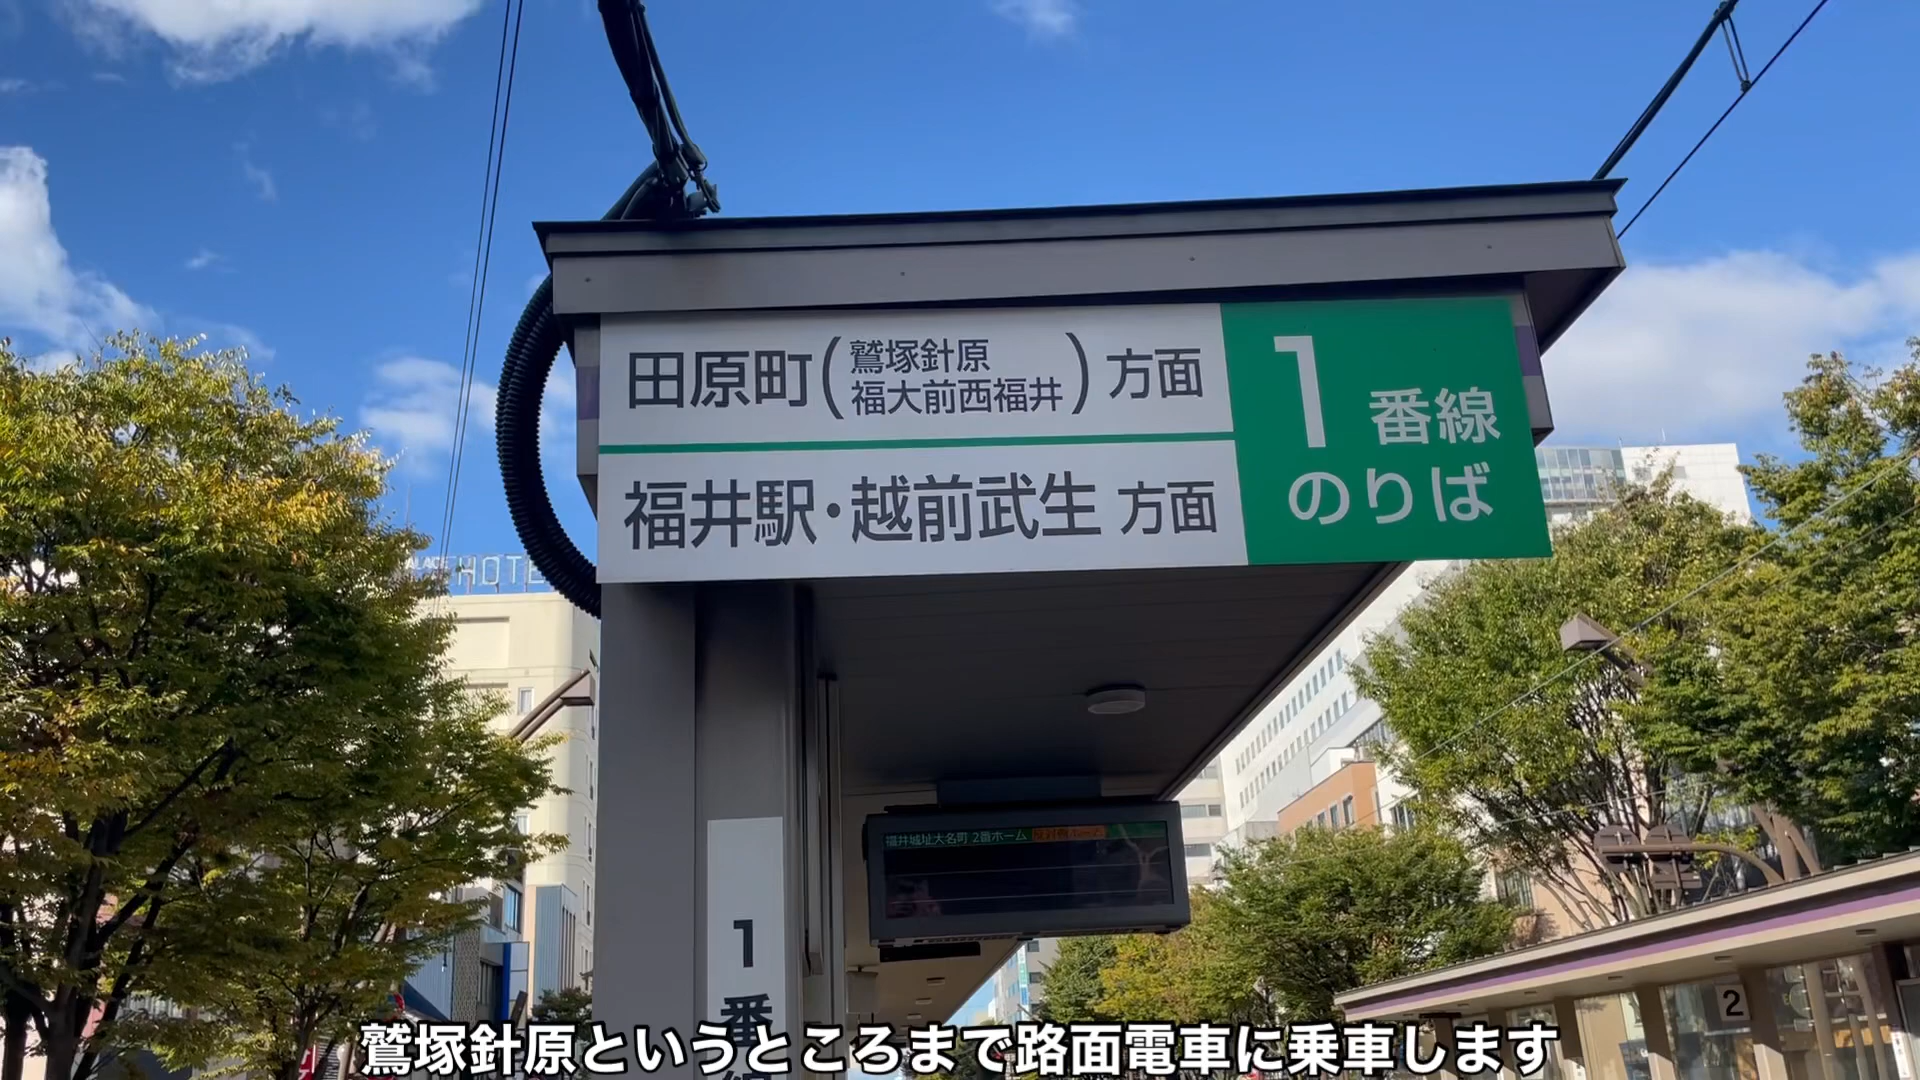 田原町(鷲塚針原 福大前西福井)方面
福井駅・越前武生 方面
1番線
のりば
HOTE
福井城址大名町 2番ホーム
1番
2
鷲塚針原というところまで路面電車に乗車します